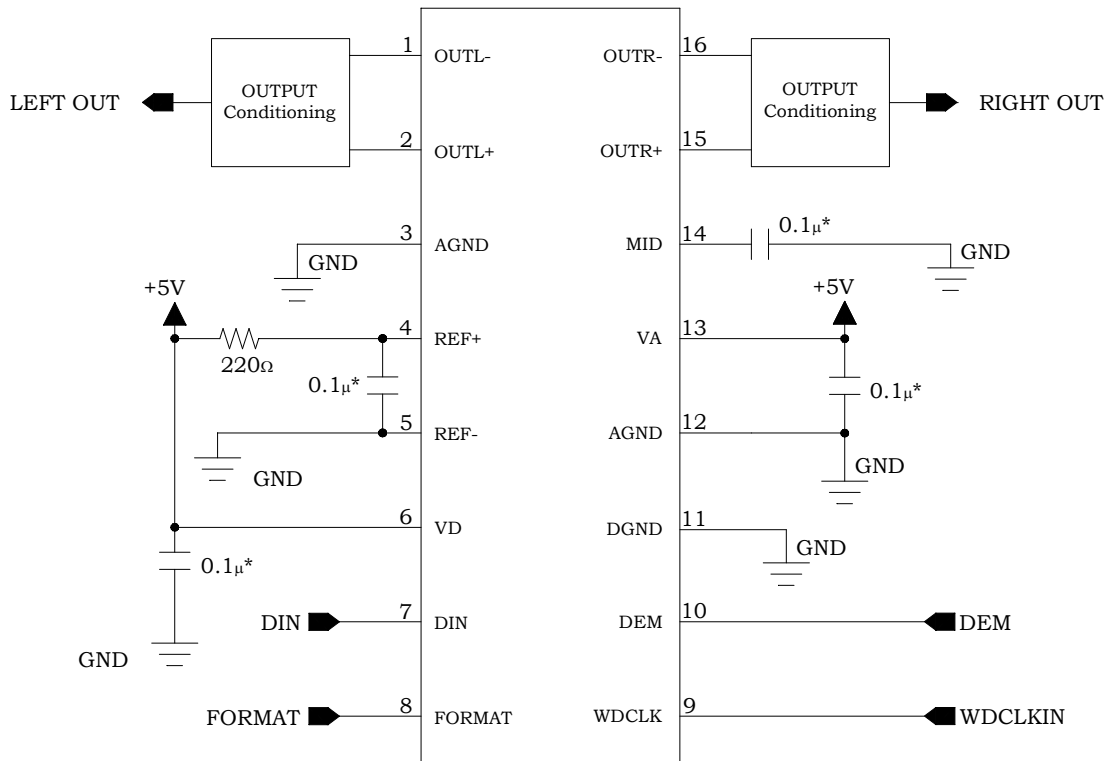 1
OUTL-
OUTR-
16
OUTPUT
Conditioning
OUTPUT
Conditioning
LEFT OUT
RIGHT OUT
2
OUTL+
OUTR+
15
3
AGND
GND
MID
14
0.1µ*
GND
+5V
+5V
4
REF+
220Ω
VA
13
0.1µ*
0.1µ*
5
REF-
GND
AGND
12
GND
6
VD
DGND
11
GND
0.1µ*
DIN
7
DIN
DEM
10
DEM
GND
FORMAT
8
FORMAT
WDCLK
9
WDCLKIN